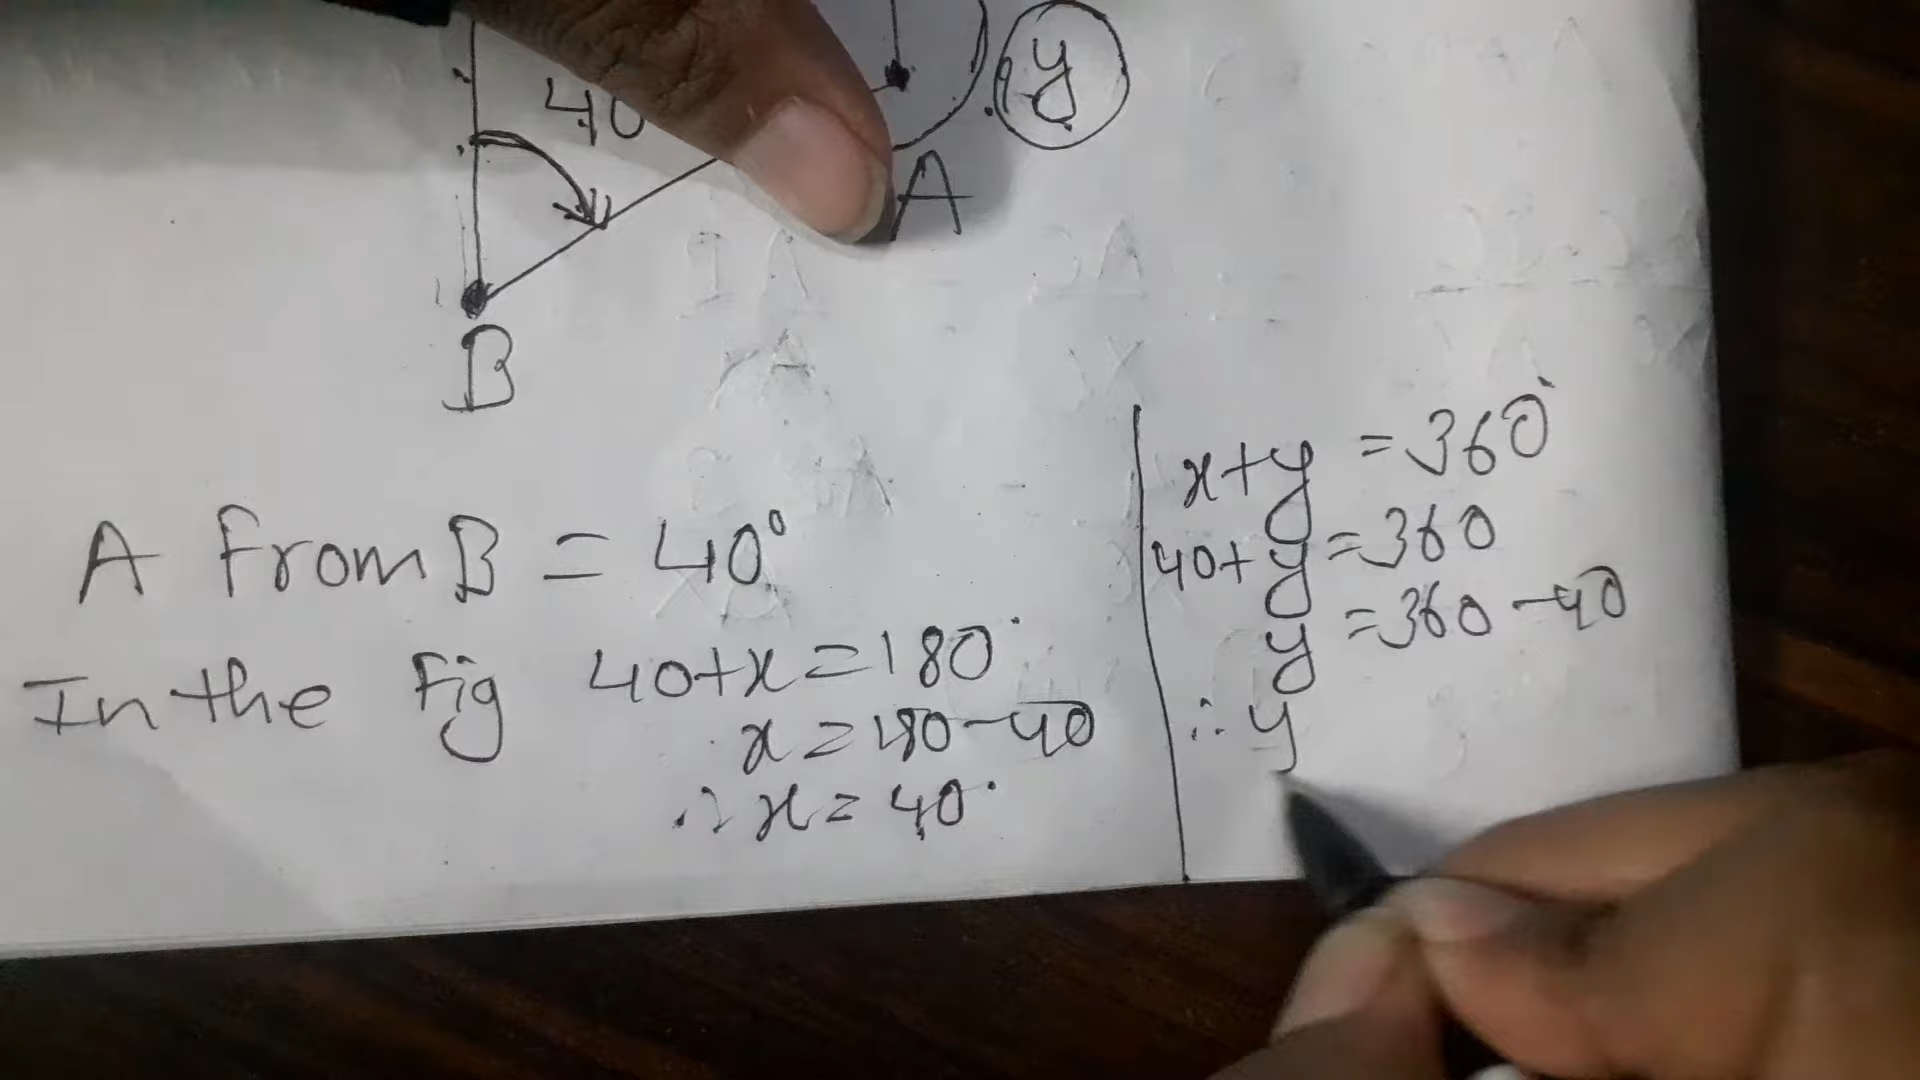 40
y
A
B
A From B = 40°
In the Fig 40+x=180°
x=180-40
∴ x = 40°
x+y = 360°
40+y=360
y =360-40
∴ y